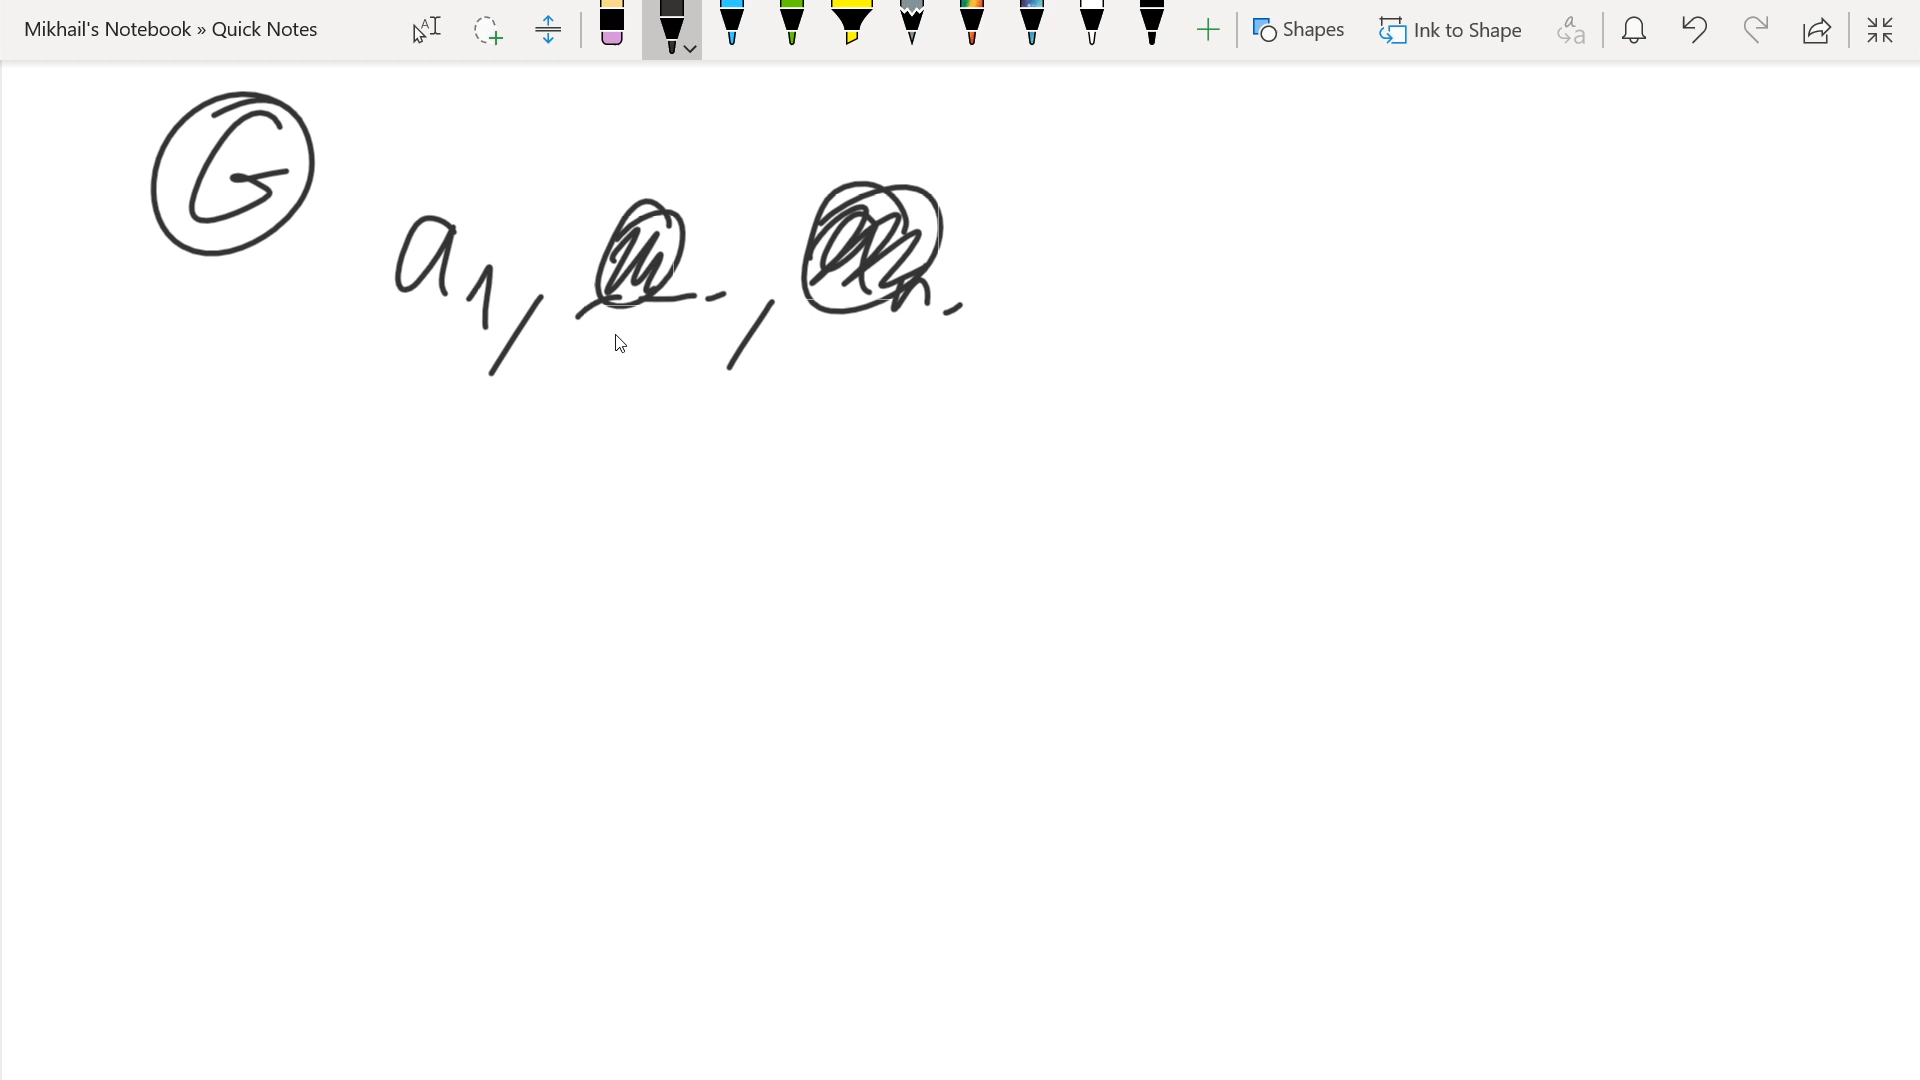 Mikhail's Notebook » Quick Notes Shapes Ink to Shape
G
a₁,